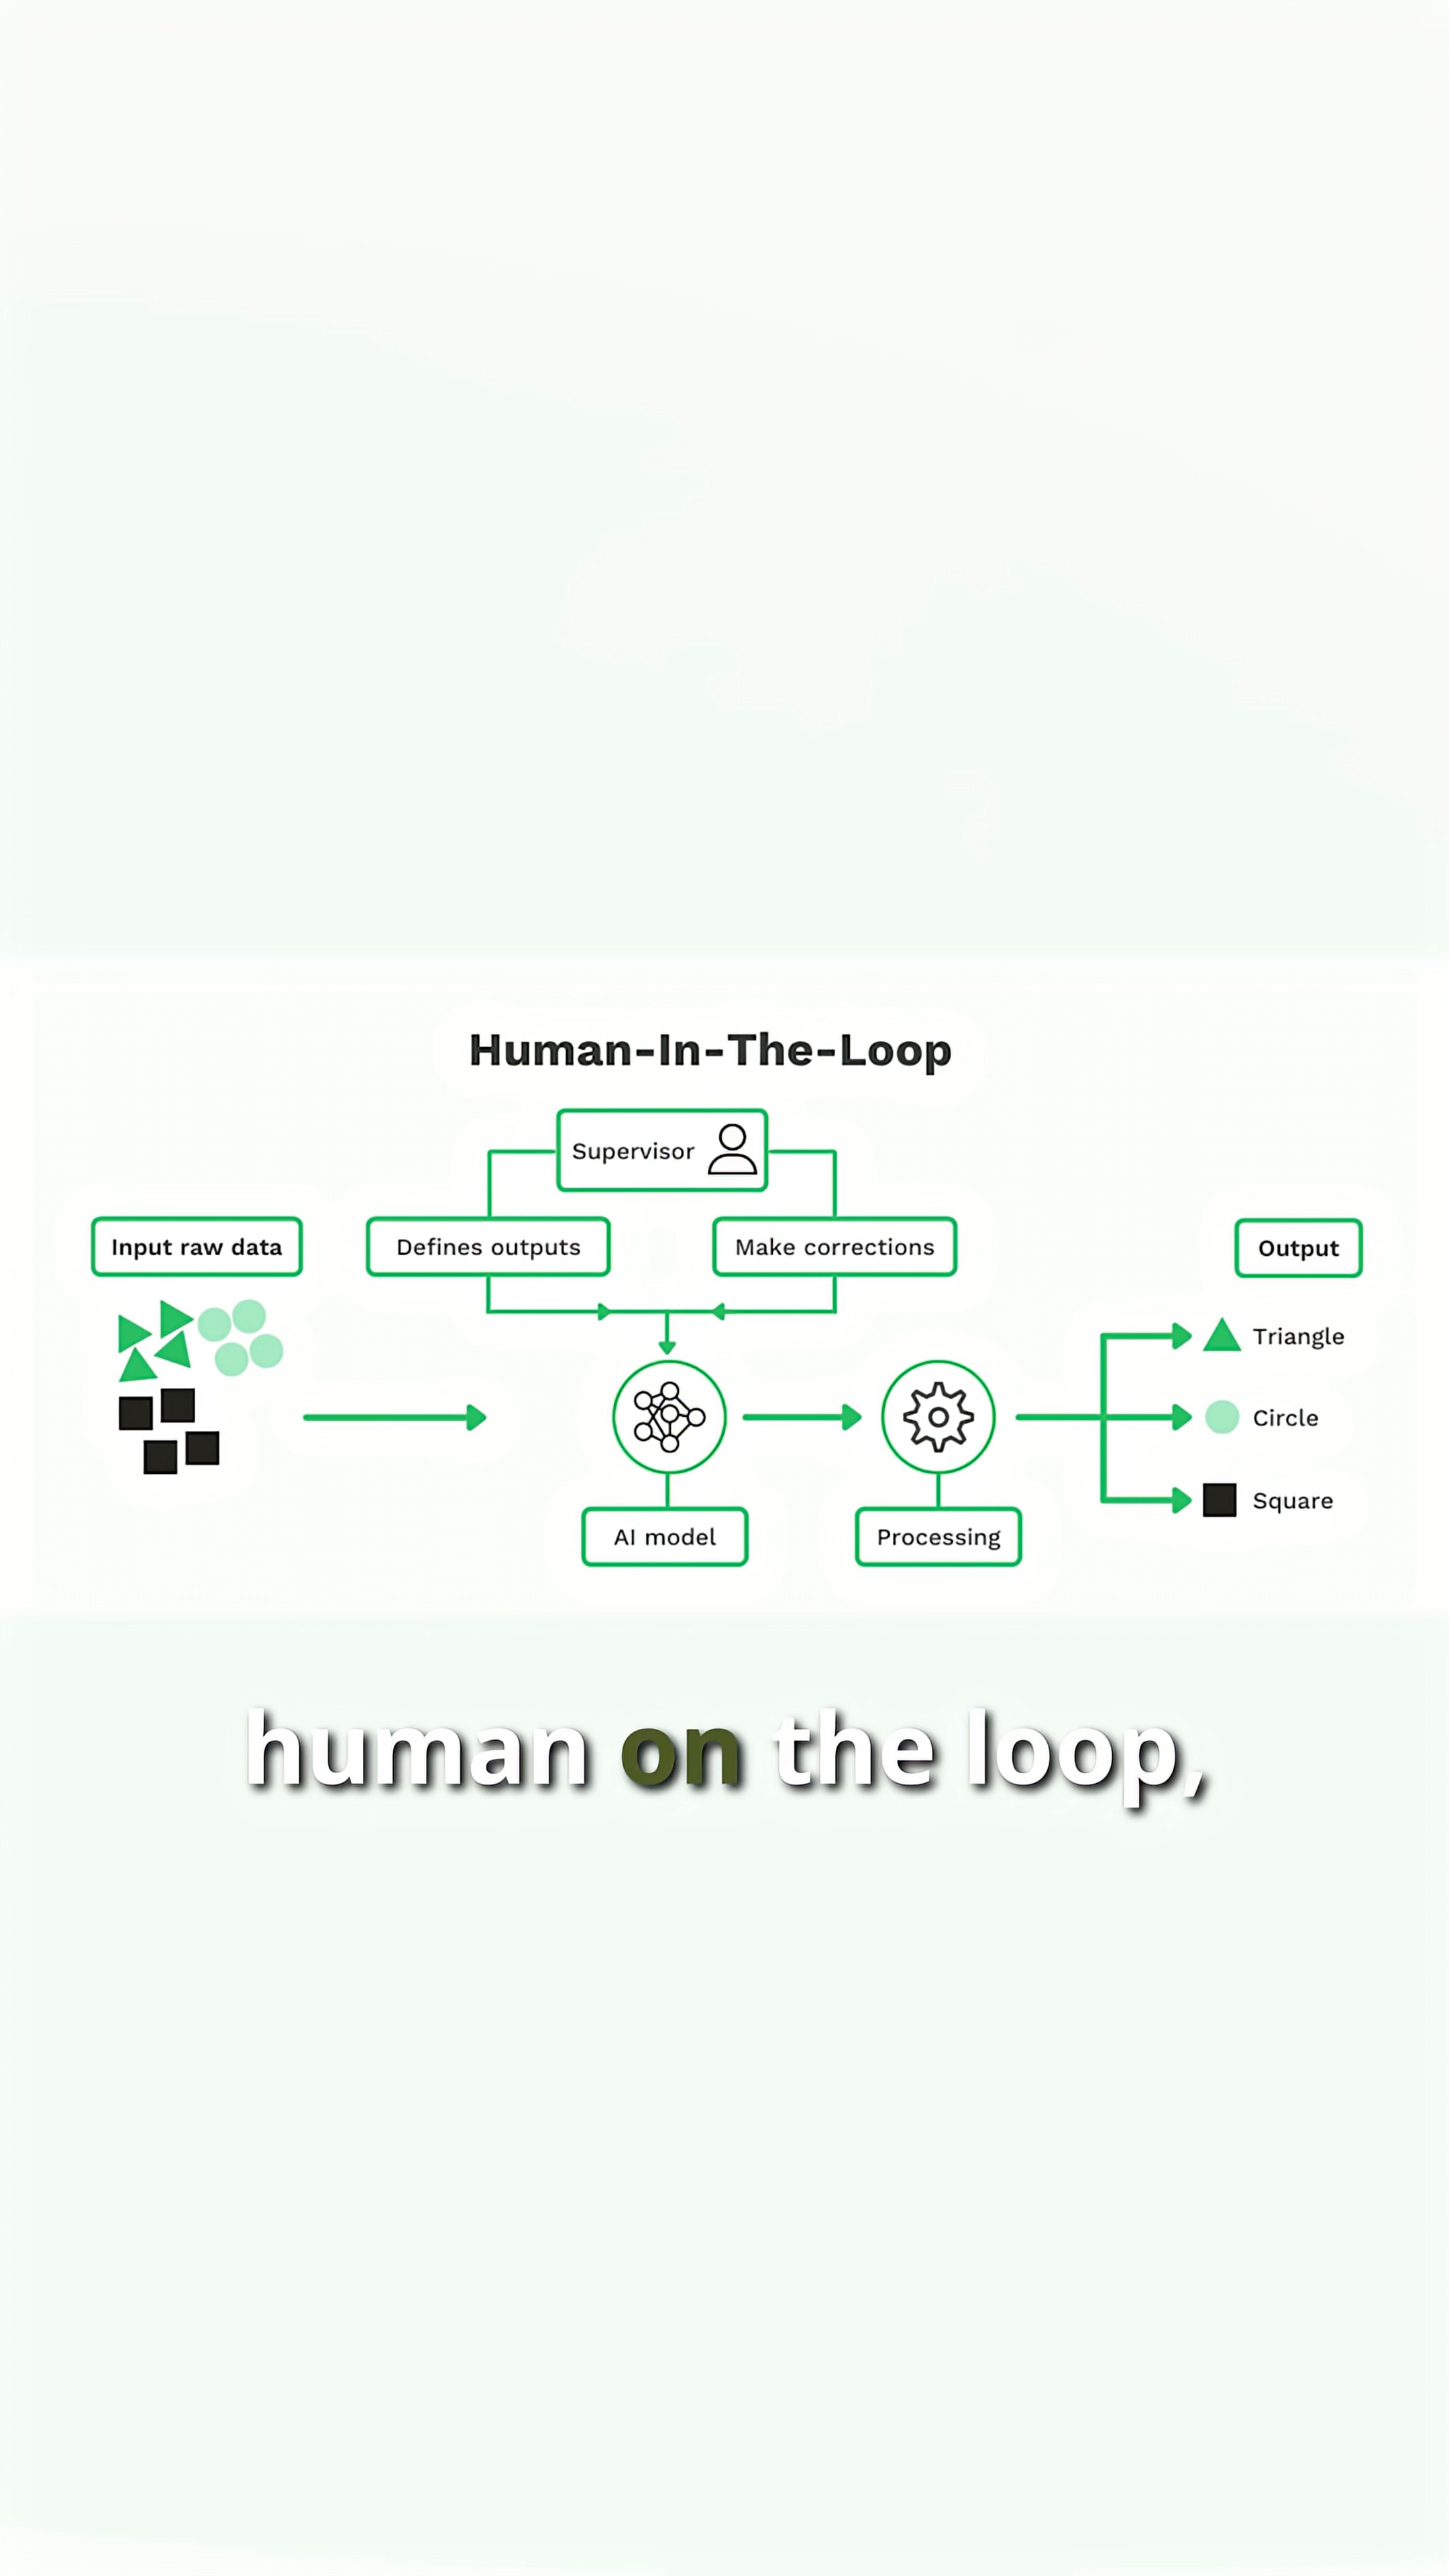 Human-In-The-Loop
Supervisor
Input raw data
Defines outputs
Make corrections
Output
Triangle
Circle
Square
AI model
Processing
human on the loop,